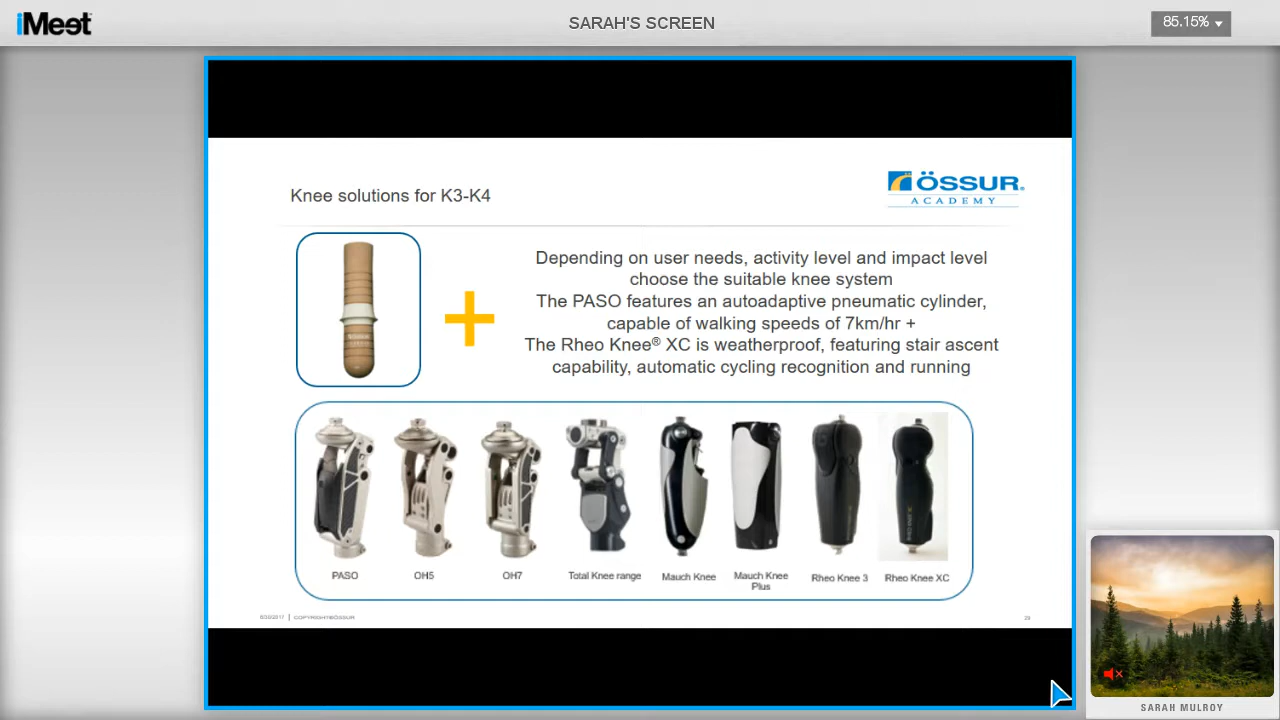 iMeet
SARAH'S SCREEN
85.15%
Knee solutions for K3-K4
ÖSSUR®
ACADEMY
Depending on user needs, activity level and impact level
choose the suitable knee system
The PASO features an autoadaptive pneumatic cylinder,
capable of walking speeds of 7km/hr +
The Rheo Knee® XC is weatherproof, featuring stair ascent
capability, automatic cycling recognition and running
PASO
OH5
OH7
Total Knee range
Mauch Knee
Mauch Knee
Plus
Rheo Knee 3
Rheo Knee XC
COPYRIGHT©ÖSSUR
SARAH MULROY